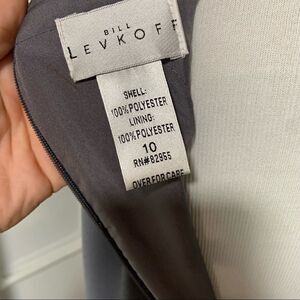 BILL
LEVKOFF
SHELL:
100%POLYESTER
LINING:
100%POLYESTER
10
RN#82955
OVER FOR CARE